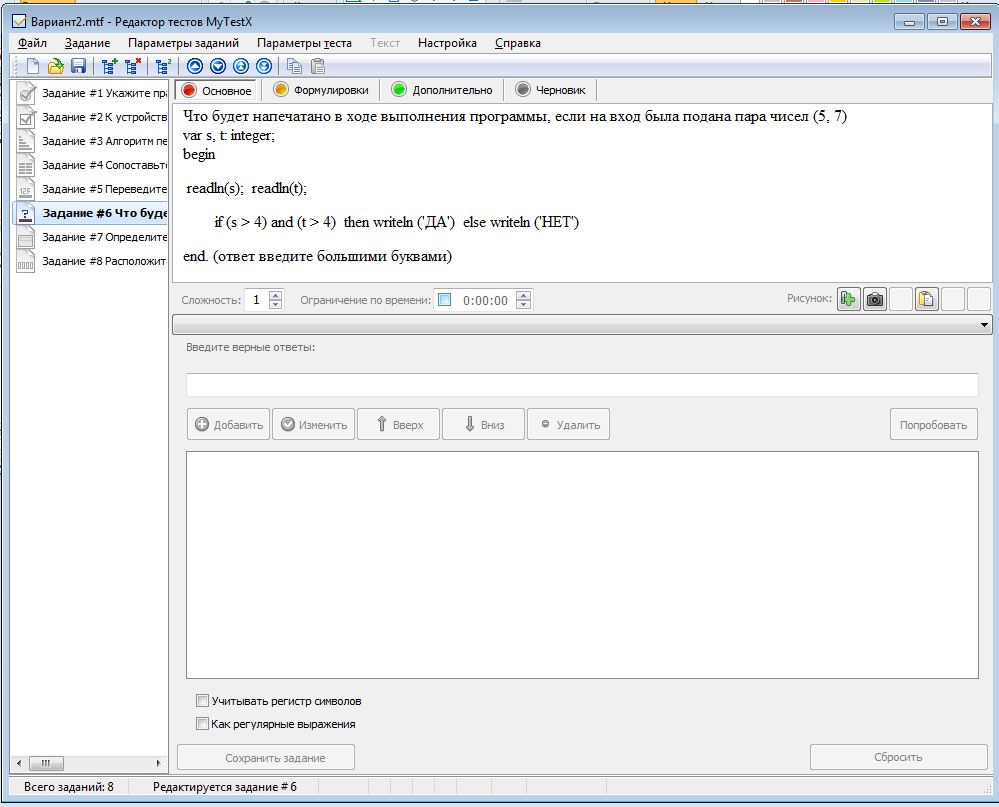 Вариант2.mtf - Редактор тестов MyTestX
Файл Задание Параметры заданий Параметры теста Текст Настройка Справка
Задание #1 Укажите пра
Задание #2 К устройств
Задание #3 Алгоритм пе
Задание #4 Сопоставьт
Задание #5 Переведите
Задание #6 Что буде
Задание #7 Определите
Задание #8 Расположит
Основное Формулировки Дополнительно Черновик
Что будет напечатано в ходе выполнения программы, если на вход была подана пара чисел (5, 7)
var s, t: integer;
begin
readln(s); readln(t);
if (s > 4) and (t > 4) then writeln ('ДА') else writeln ('НЕТ')
end. (ответ введите большими буквами)
Сложность: 1 Ограничение по времени: 0:00:00 Рисунок:
Введите верные ответы:
Добавить Изменить Вверх Вниз Удалить Попробовать
Учитывать регистр символов
Как регулярные выражения
Сохранить задание Сбросить
Всего заданий: 8 Редактируется задание # 6